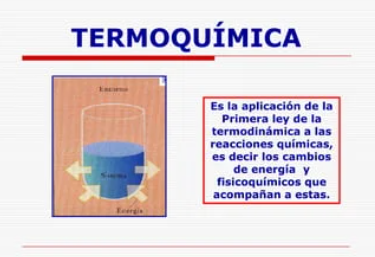 TERMOQUÍMICA
Entorno
Sistema
Energía
Es la aplicación de la
Primera ley de la
termodinámica a las
reacciones químicas,
es decir los cambios
de energía y
fisicoquímicos que
acompañan a estas.